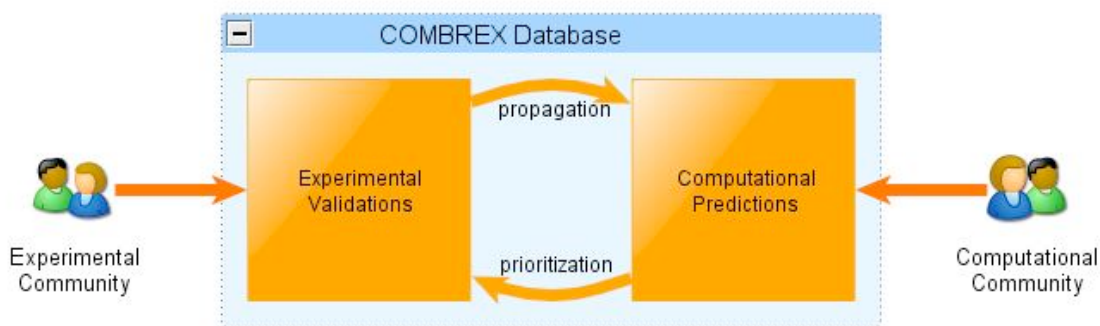 COMBREX Database
propagation
Experimental
Validations
Computational
Predictions
prioritization
Experimental
Community
Computational
Community